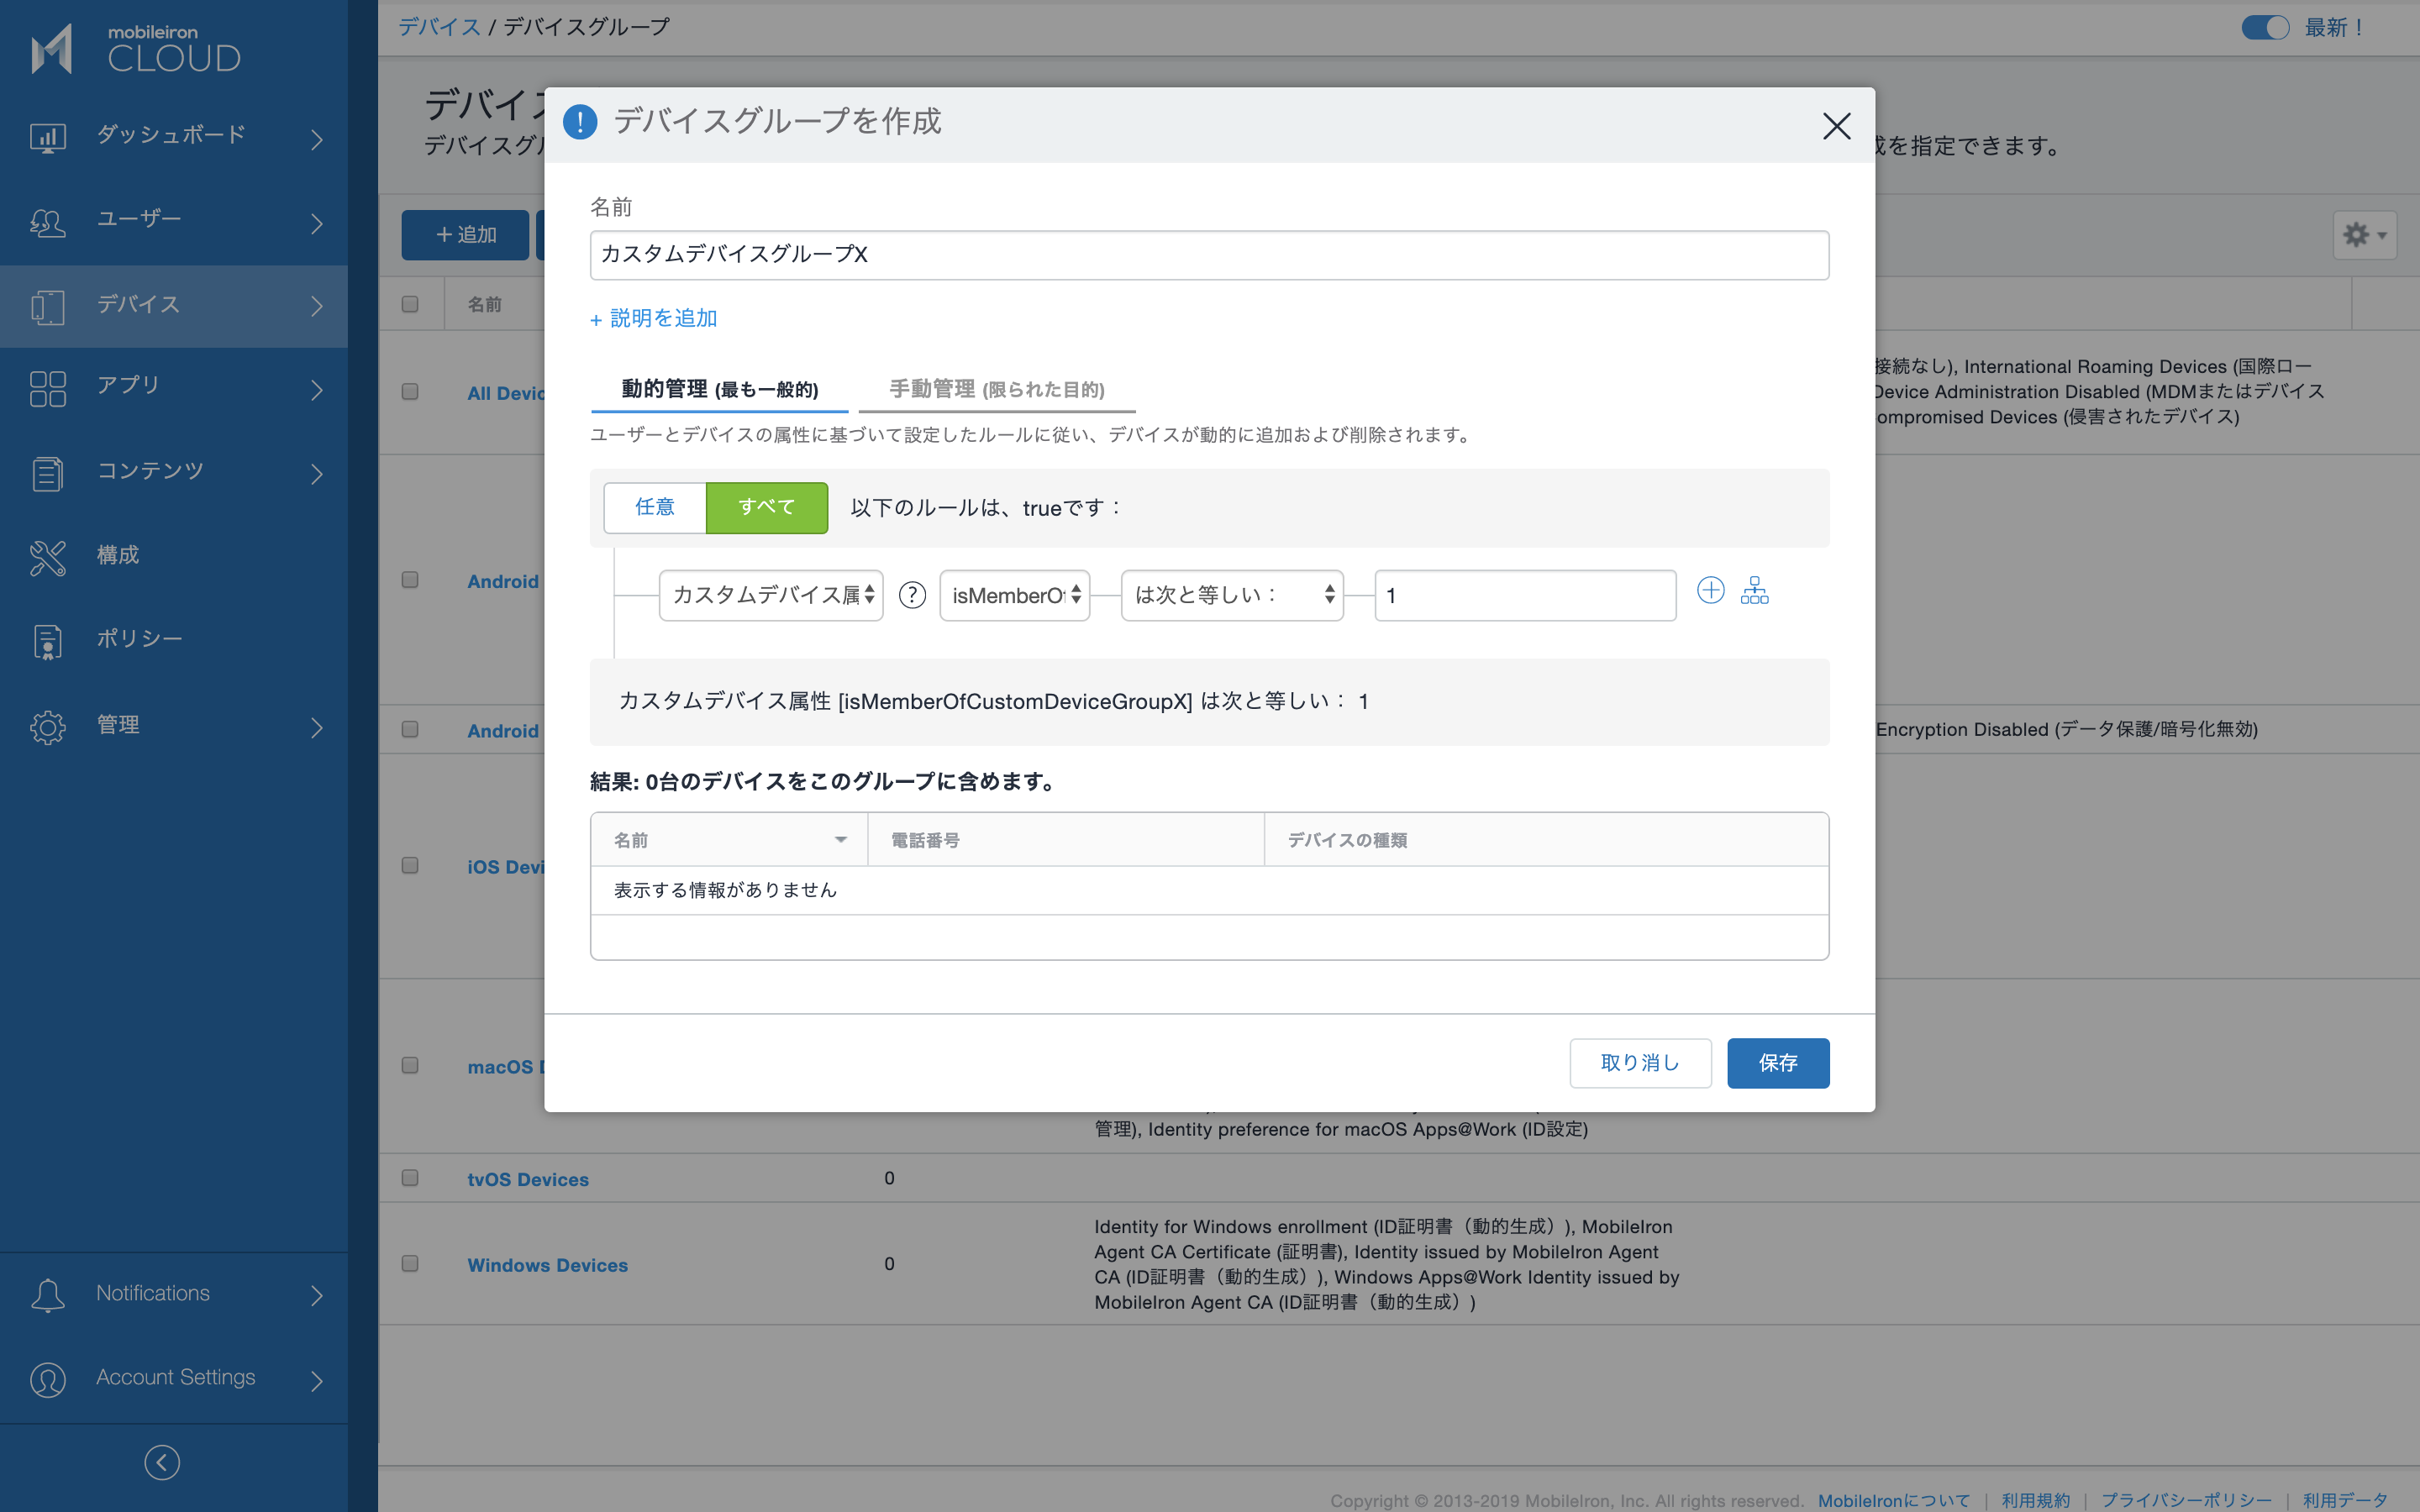 mobileiron
CLOUD
ダッシュボード
ユーザー
デバイス
アプリ
コンテンツ
構成
ポリシー
管理
Notifications
Account Settings
デバイス / デバイスグループ
最新！
成を指定できます。
+ 追加
名前
All Devic
接続なし), International Roaming Devices (国際ロー
Device Administration Disabled (MDMまたはデバイス
ompromised Devices (侵害されたデバイス)
Android
Android
Encryption Disabled (データ保護/暗号化無効)
iOS Devi
macOS
管理), Identity preference for macOS Apps@Work (ID設定)
tvOS Devices
0
Windows Devices
0
Identity for Windows enrollment (ID証明書（動的生成）), MobileIron
Agent CA Certificate (証明書), Identity issued by MobileIron Agent
CA (ID証明書（動的生成）), Windows Apps@Work Identity issued by
MobileIron Agent CA (ID証明書（動的生成）)
デバイスグループを作成
名前
カスタムデバイスグループX
+ 説明を追加
動的管理 (最も一般的)
手動管理 (限られた目的)
ユーザーとデバイスの属性に基づいて設定したルールに従い、デバイスが動的に追加および削除されます。
任意
すべて
以下のルールは、trueです：
カスタムデバイス属
?
isMemberOf
は次と等しい：
1
カスタムデバイス属性 [isMemberOfCustomDeviceGroupX] は次と等しい： 1
結果: 0台のデバイスをこのグループに含めます。
名前
電話番号
デバイスの種類
表示する情報がありません
取り消し
保存
Copyright © 2013-2019 MobileIron, Inc. All rights reserved. MobileIronについて | 利用規約 | プライバシーポリシー | 利用データ